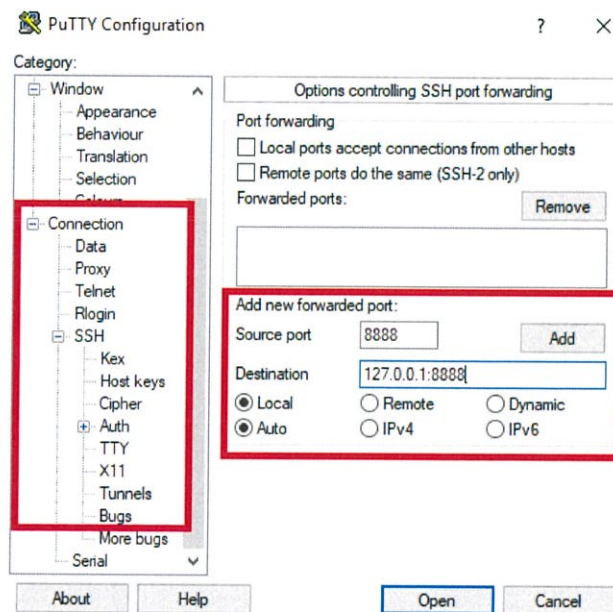 PuTTY Configuration ? ×
Category:
Window
Appearance
Behaviour
Translation
Selection
Colours
Connection
Data
Proxy
Telnet
Rlogin
SSH
Kex
Host keys
Cipher
Auth
TTY
X11
Tunnels
Bugs
More bugs
Serial
Options controlling SSH port forwarding
Port forwarding
Local ports accept connections from other hosts
Remote ports do the same (SSH-2 only)
Forwarded ports:
Remove
Add new forwarded port:
Source port 8888 Add
Destination 127.0.0.1:8888
Local Remote Dynamic
Auto IPv4 IPv6
About Help Open Cancel